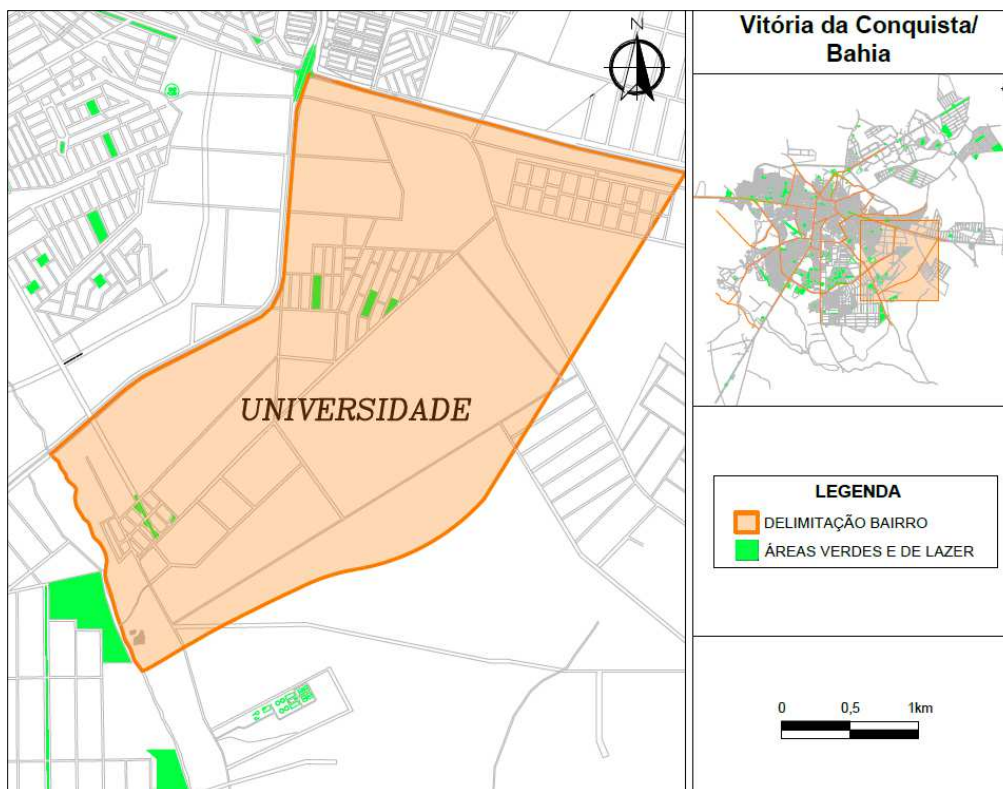 N
Vitória da Conquista/
Bahia
UNIVERSIDADE
LEGENDA
DELIMITAÇÃO BAIRRO
ÁREAS VERDES E DE LAZER
0 0,5 1km